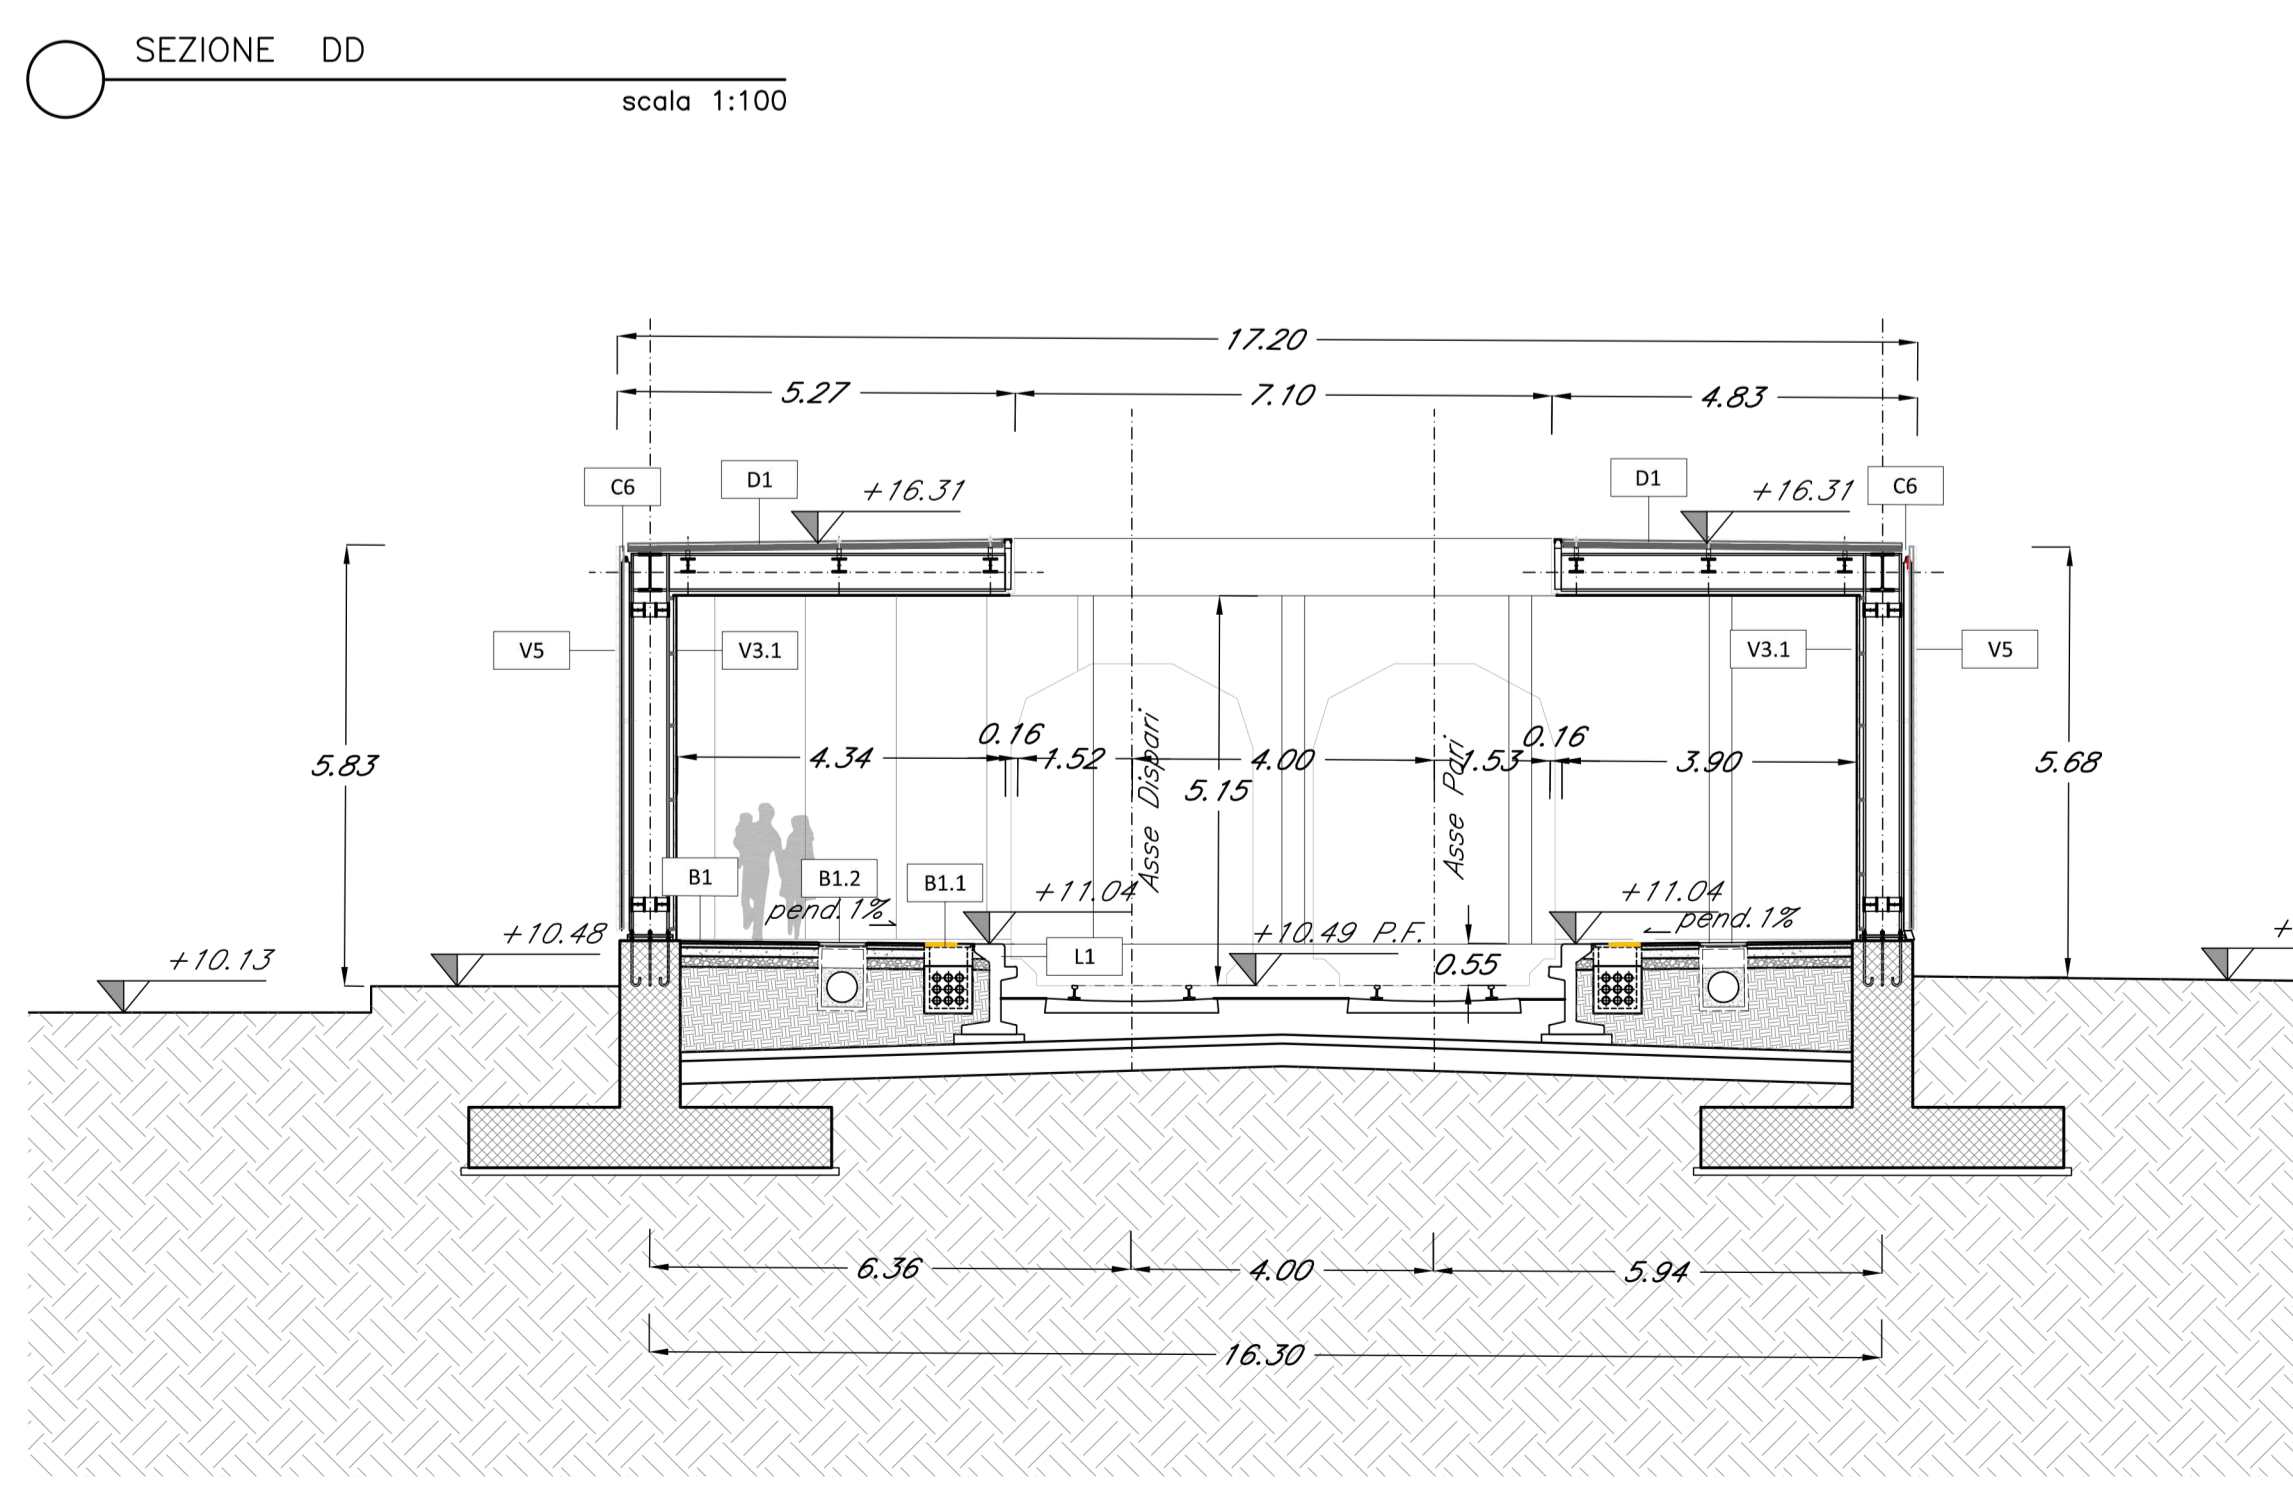 SEZIONE DD
scala 1:100
17.20
5.27 7.10 4.83
C6 D1 +16.31 D1 +16.31 C6
V5 V3.1 V3.1 V5
5.83 4.34 0.16 1.52 Asse Dispari 4.00 5.15 Asse Pari 1.53 0.16 3.90 5.68
B1 B1.2 B1.1 +11.04 +11.04
pend. 1% pend. 1%
+10.13 +10.48 L1 +10.49 P.F. 0.55 +
6.36 4.00 5.94
16.30